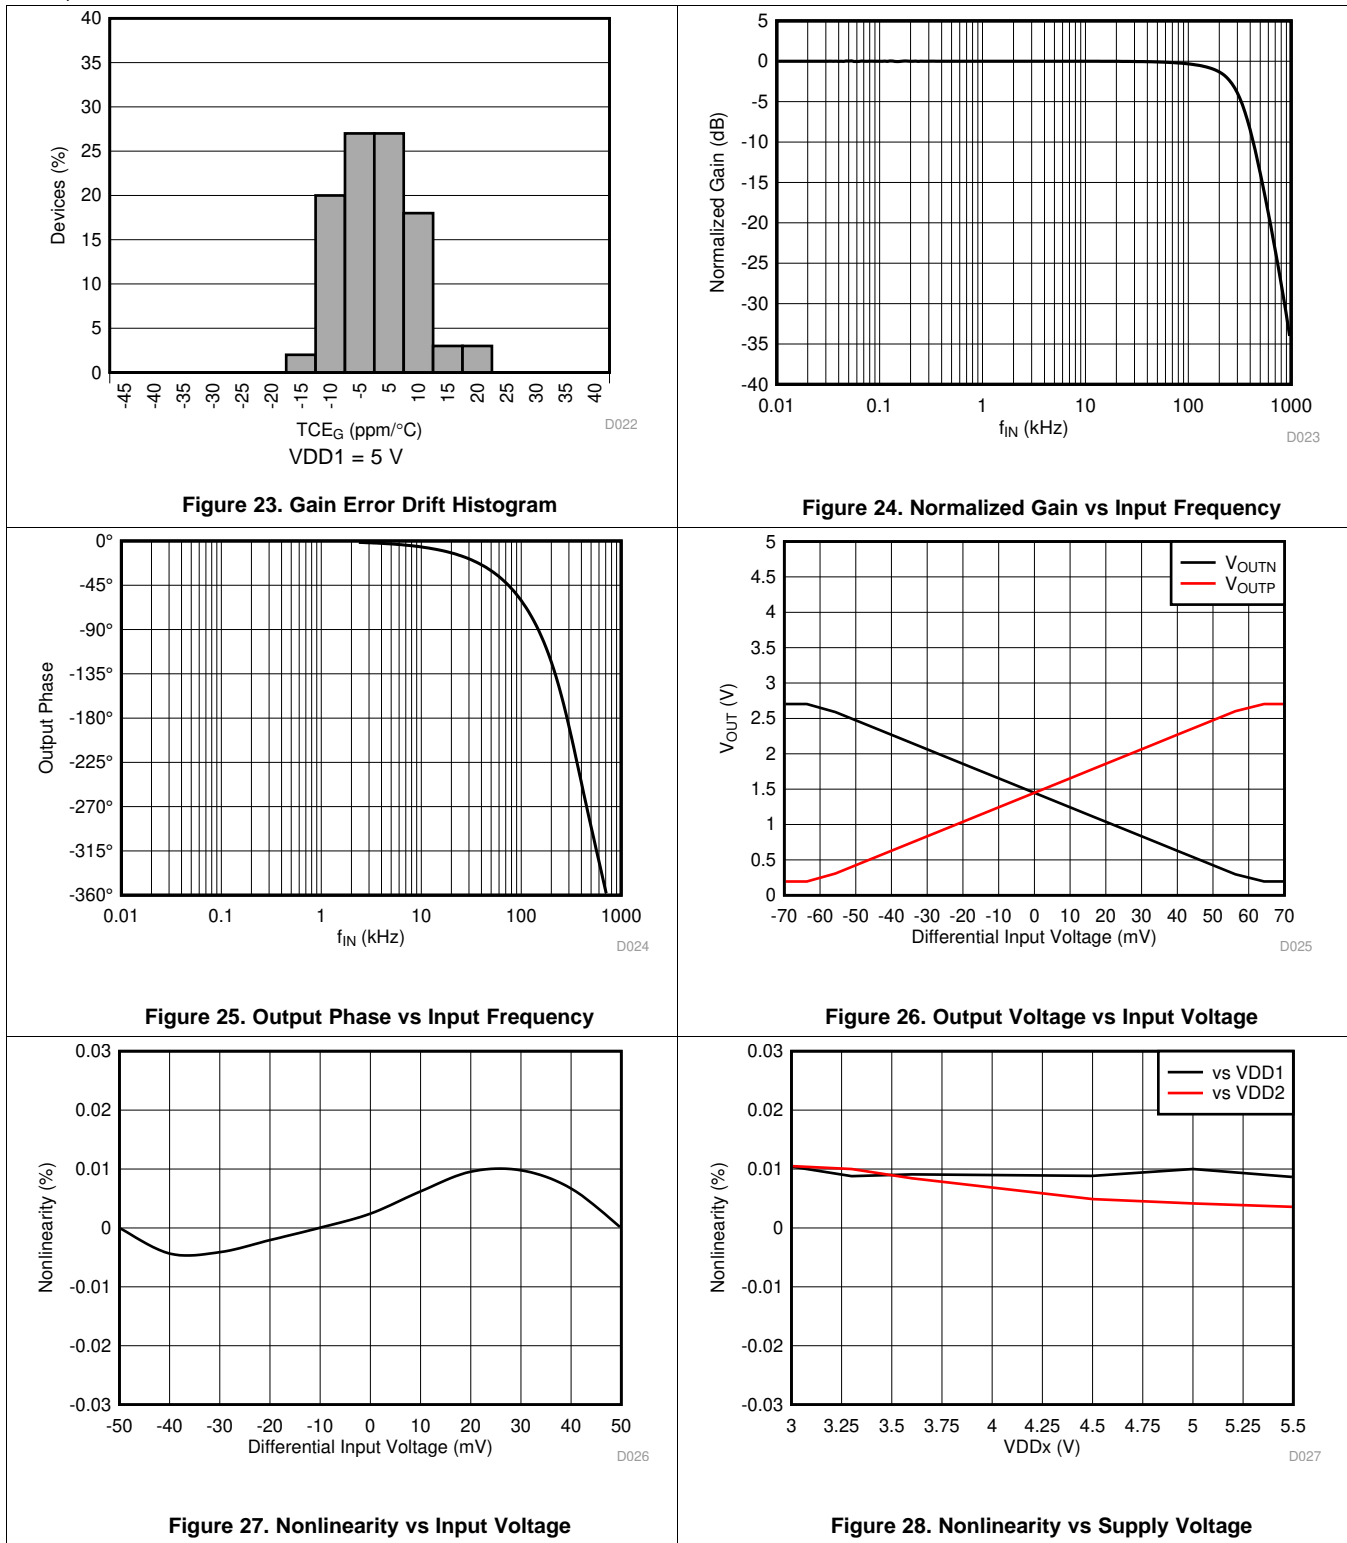 40
35
30
25
20
15
10
5
0
Devices (%)
-45 -40 -35 -30 -25 -20 -15 -10 -5 5 10 15 20 25 30 35 40
TCEG (ppm/°C)
D022
VDD1 = 5 V
Figure 23. Gain Error Drift Histogram
5
0
-5
-10
-15
-20
-25
-30
-35
-40
Normalized Gain (dB)
0.01 0.1 1 10 100 1000
fIN (kHz)
D023
Figure 24. Normalized Gain vs Input Frequency
0°
-45°
-90°
-135°
-180°
-225°
-270°
-315°
-360°
Output Phase
0.01 0.1 1 10 100 1000
fIN (kHz)
D024
Figure 25. Output Phase vs Input Frequency
5
4.5
4
3.5
3
2.5
2
1.5
1
0.5
0
VOUT (V)
VOUTN
VOUTP
-70 -60 -50 -40 -30 -20 -10 0 10 20 30 40 50 60 70
Differential Input Voltage (mV)
D025
Figure 26. Output Voltage vs Input Voltage
0.03
0.02
0.01
0
-0.01
-0.02
-0.03
Nonlinearity (%)
-50 -40 -30 -20 -10 0 10 20 30 40 50
Differential Input Voltage (mV)
D026
Figure 27. Nonlinearity vs Input Voltage
0.03
0.02
0.01
0
-0.01
-0.02
-0.03
Nonlinearity (%)
vs VDD1
vs VDD2
3 3.25 3.5 3.75 4 4.25 4.5 4.75 5 5.25 5.5
VDDx (V)
D027
Figure 28. Nonlinearity vs Supply Voltage